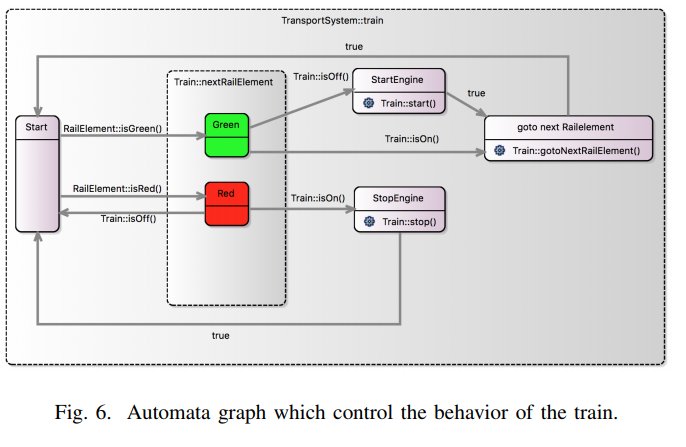 TransportSystem::train
true
Train::nextRailElement
Train::isOff()
StartEngine
Train::start()
true
Start
RailElement::isGreen()
Green
goto next Railelement
Train::gotoNextRailElement()
Train::isOn()
RailElement::isRed()
Red
Train::isOn()
StopEngine
Train::stop()
Train::isOff()
true
Fig. 6. Automata graph which control the behavior of the train.